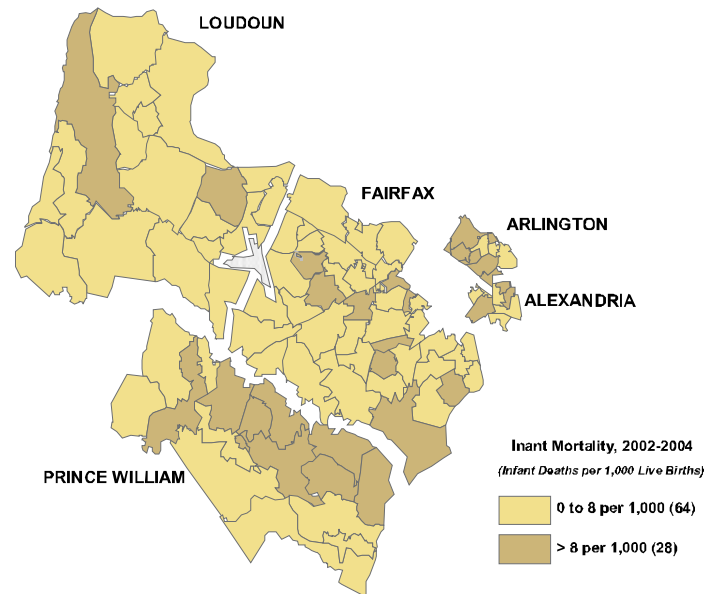 LOUDOUN
FAIRFAX
ARLINGTON
ALEXANDRIA
PRINCE WILLIAM
Inant Mortality, 2002-2004
(Infant Deaths per 1,000 Live Births)
0 to 8 per 1,000 (64)
> 8 per 1,000 (28)